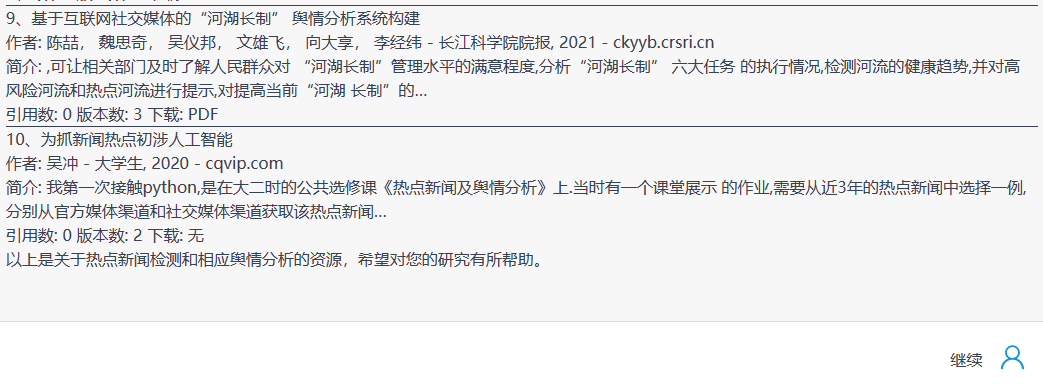 9、基于互联网社交媒体的“河湖长制” 舆情分析系统构建
作者: 陈喆， 魏思奇， 吴仪邦， 文雄飞， 向大享， 李经纬 - 长江科学院院报, 2021 - ckyyb.crsri.cn
简介: ,可让相关部门及时了解人民群众对 “河湖长制”管理水平的满意程度,分析“河湖长制” 六大任务 的执行情况,检测河流的健康趋势,并对高
风险河流和热点河流进行提示,对提高当前“河湖 长制”的...
引用数: 0 版本数: 3 下载: PDF
10、为抓新闻热点初涉人工智能
作者: 吴冲 - 大学生, 2020 - cqvip.com
简介: 我第一次接触python,是在大二时的公共选修课《热点新闻及舆情分析》上.当时有一个课堂展示 的作业,需要从近3年的热点新闻中选择一例,
分别从官方媒体渠道和社交媒体渠道获取该热点新闻...
引用数: 0 版本数: 2 下载: 无
以上是关于热点新闻检测和相应舆情分析的资源，希望对您的研究有所帮助。
继续